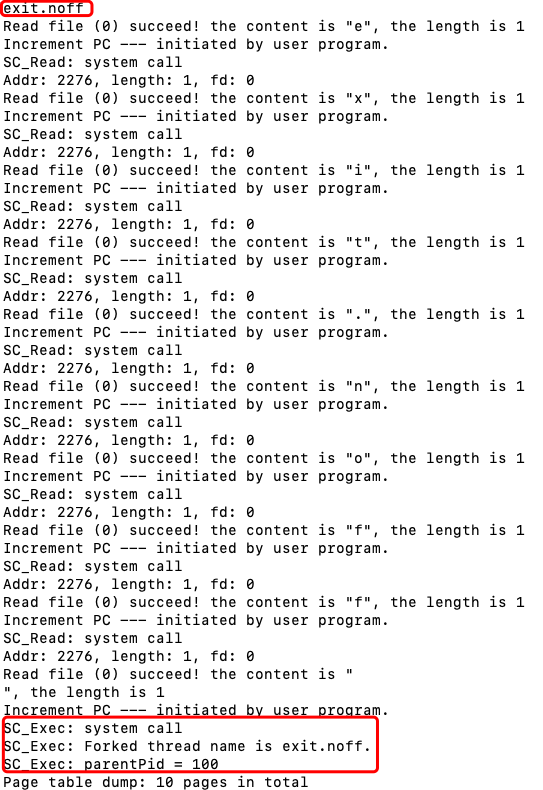 exit.noff
Read file (0) succeed! the content is "e", the length is 1
Increment PC --- initiated by user program.
SC_Read: system call
Addr: 2276, length: 1, fd: 0
Read file (0) succeed! the content is "x", the length is 1
Increment PC --- initiated by user program.
SC_Read: system call
Addr: 2276, length: 1, fd: 0
Read file (0) succeed! the content is "i", the length is 1
Increment PC --- initiated by user program.
SC_Read: system call
Addr: 2276, length: 1, fd: 0
Read file (0) succeed! the content is "t", the length is 1
Increment PC --- initiated by user program.
SC_Read: system call
Addr: 2276, length: 1, fd: 0
Read file (0) succeed! the content is ".", the length is 1
Increment PC --- initiated by user program.
SC_Read: system call
Addr: 2276, length: 1, fd: 0
Read file (0) succeed! the content is "n", the length is 1
Increment PC --- initiated by user program.
SC_Read: system call
Addr: 2276, length: 1, fd: 0
Read file (0) succeed! the content is "o", the length is 1
Increment PC --- initiated by user program.
SC_Read: system call
Addr: 2276, length: 1, fd: 0
Read file (0) succeed! the content is "f", the length is 1
Increment PC --- initiated by user program.
SC_Read: system call
Addr: 2276, length: 1, fd: 0
Read file (0) succeed! the content is "f", the length is 1
Increment PC --- initiated by user program.
SC_Read: system call
Addr: 2276, length: 1, fd: 0
Read file (0) succeed! the content is "
", the length is 1
Increment PC --- initiated by user program.
SC_Exec: system call
SC_Exec: Forked thread name is exit.noff.
SC_Exec: parentPid = 100
Page table dump: 10 pages in total